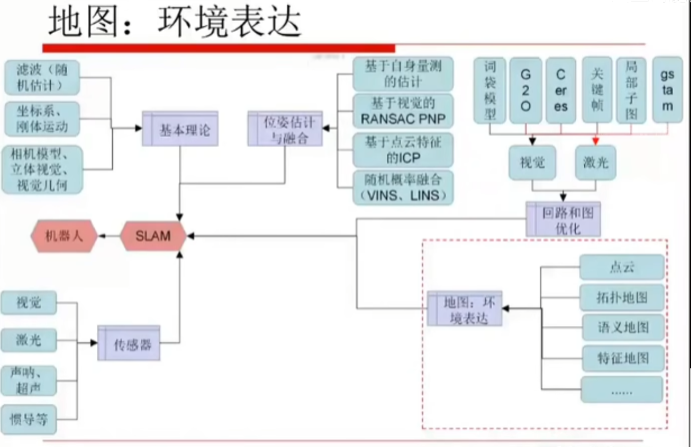 地图：环境表达
滤波（随
机估计）
坐标系、
刚体运动
相机模型、
立体视觉、
视觉几何
基本理论
位姿估计
与融合
基于自身量测
的估计
基于视觉的
RANSAC PNP
基于点云特征
的ICP
随机概率融合
（VINS、LINS）
词袋模型
G2O
Ceres
关键帧
局部子图
gstam
视觉
激光
回路和图
优化
机器人
SLAM
视觉
激光
声呐、
超声
惯导等
传感器
地图：环
境表达
点云
拓扑地图
语义地图
特征地图
......